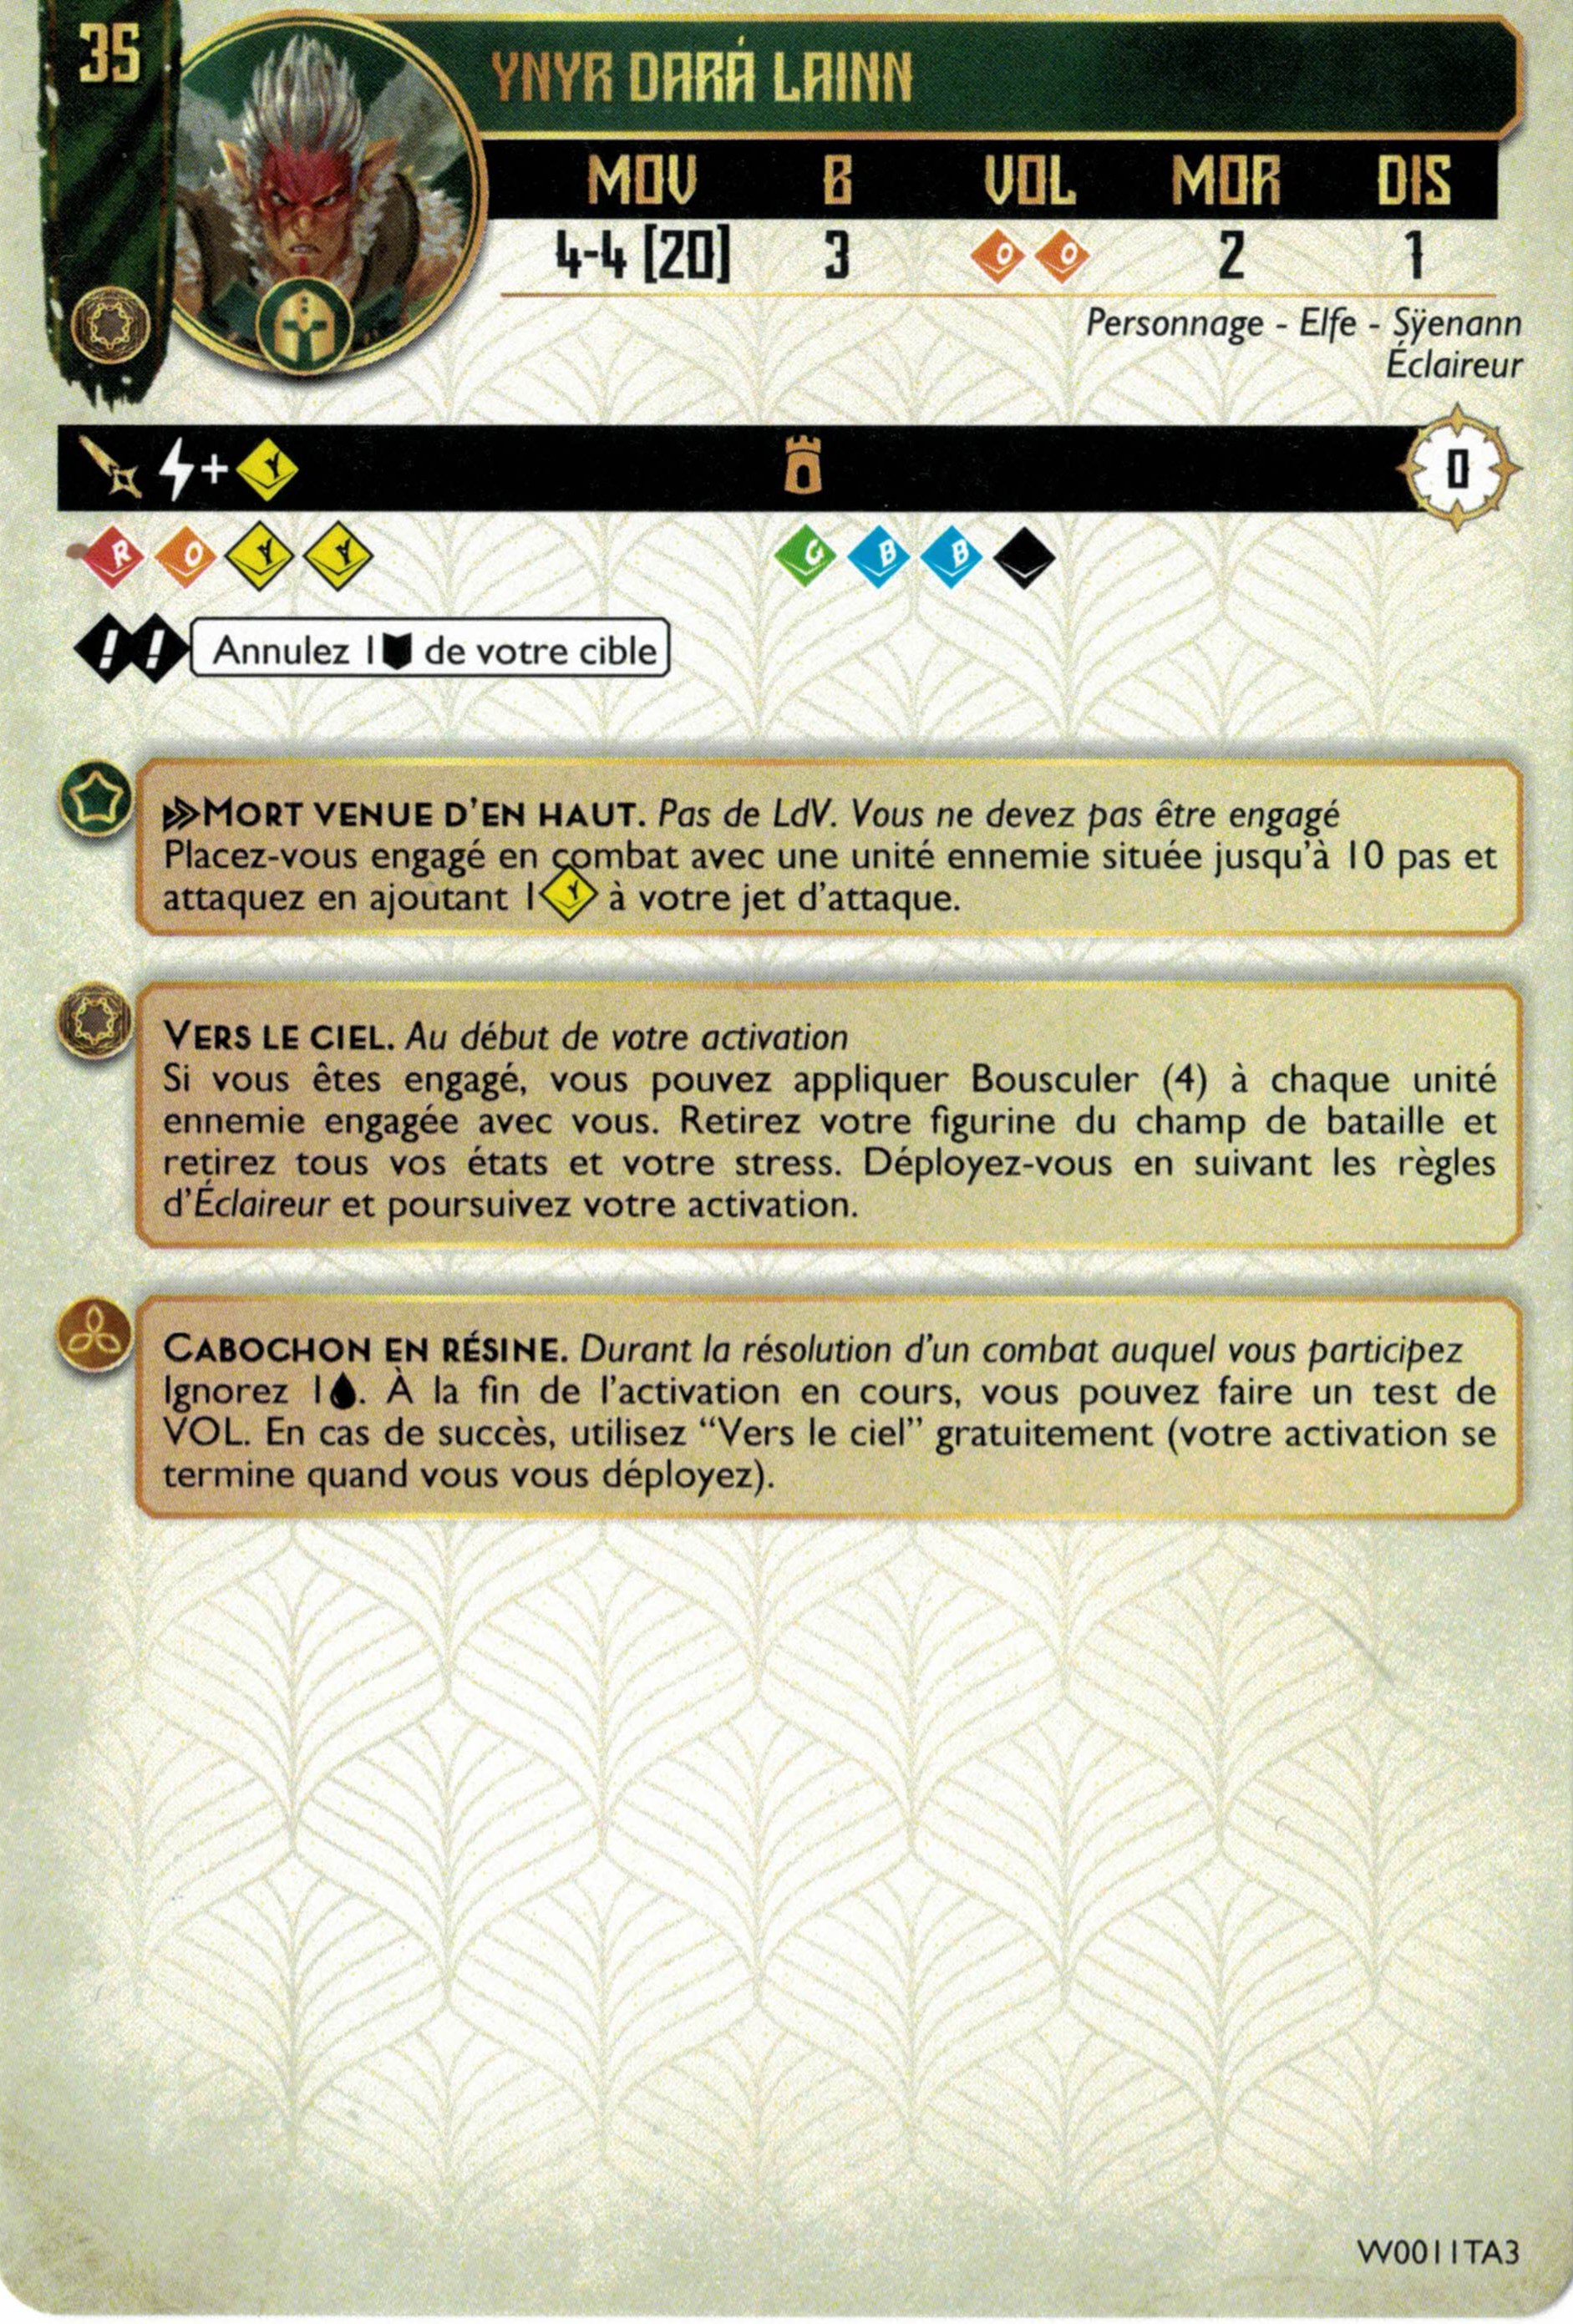 35
YNYR DARÁ LAINN
MOV B VOL MOR DIS
4-4 [20] 3 O O 2 1
Personnage - Elfe - Sÿenann
Éclaireur
+ Y 0
R O Y Y G B B
!! Annulez 1 de votre cible
MORT VENUE D'EN HAUT. Pas de LdV. Vous ne devez pas être engagé
Placez-vous engagé en combat avec une unité ennemie située jusqu'à 10 pas et
attaquez en ajoutant 1 Y à votre jet d'attaque.
VERS LE CIEL. Au début de votre activation
Si vous êtes engagé, vous pouvez appliquer Bousculer (4) à chaque unité
ennemie engagée avec vous. Retirez votre figurine du champ de bataille et
retirez tous vos états et votre stress. Déployez-vous en suivant les règles
d'Éclaireur et poursuivez votre activation.
CABOCHON EN RÉSINE. Durant la résolution d'un combat auquel vous participez
Ignorez 1. À la fin de l'activation en cours, vous pouvez faire un test de
VOL. En cas de succès, utilisez “Vers le ciel” gratuitement (votre activation se
termine quand vous vous déployez).
W0011TA3